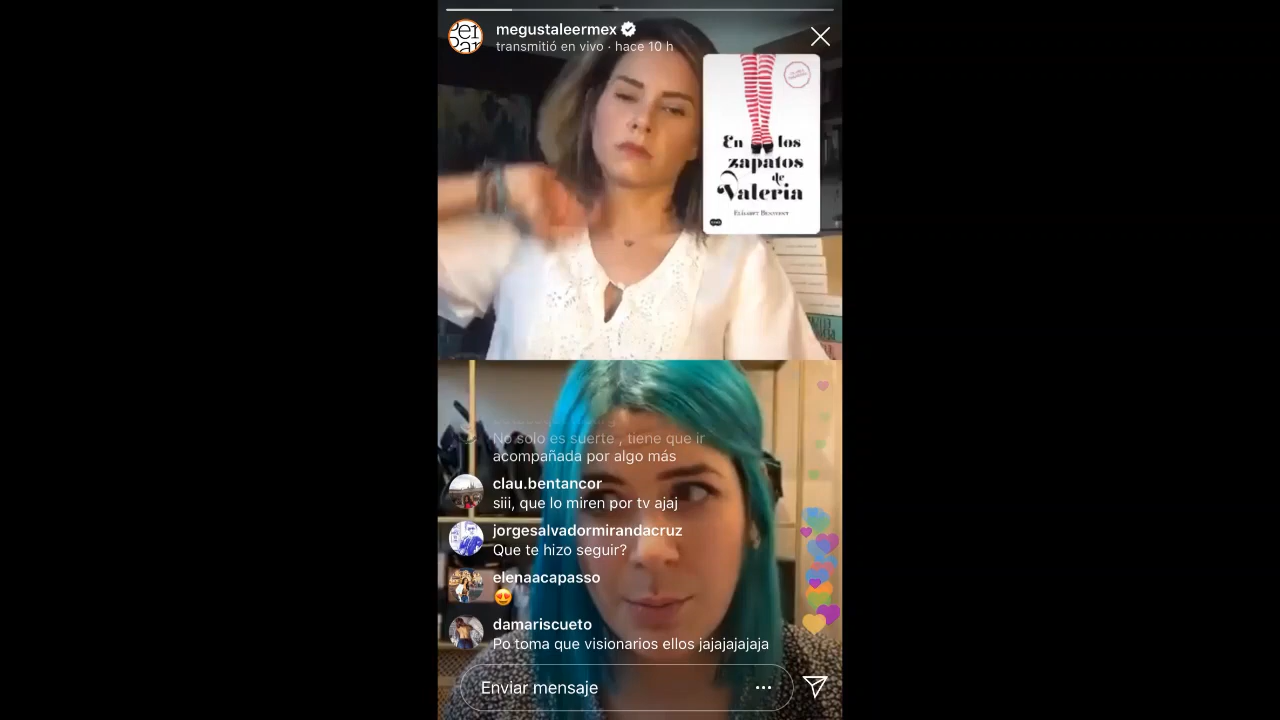 megustaleermex
transmitió en vivo · hace 10 h
En los
zapatos
de
Valeria
Elísabet Benavent
No solo es suerte , tiene que ir
acompañada por algo más
clau.bentancor
siii, que lo miren por tv ajaj
jorgesalvadormirandacruz
Que te hizo seguir?
elenaacapasso
😍
damariscueto
Po toma que visionarios ellos jajajajajaja
Enviar mensaje